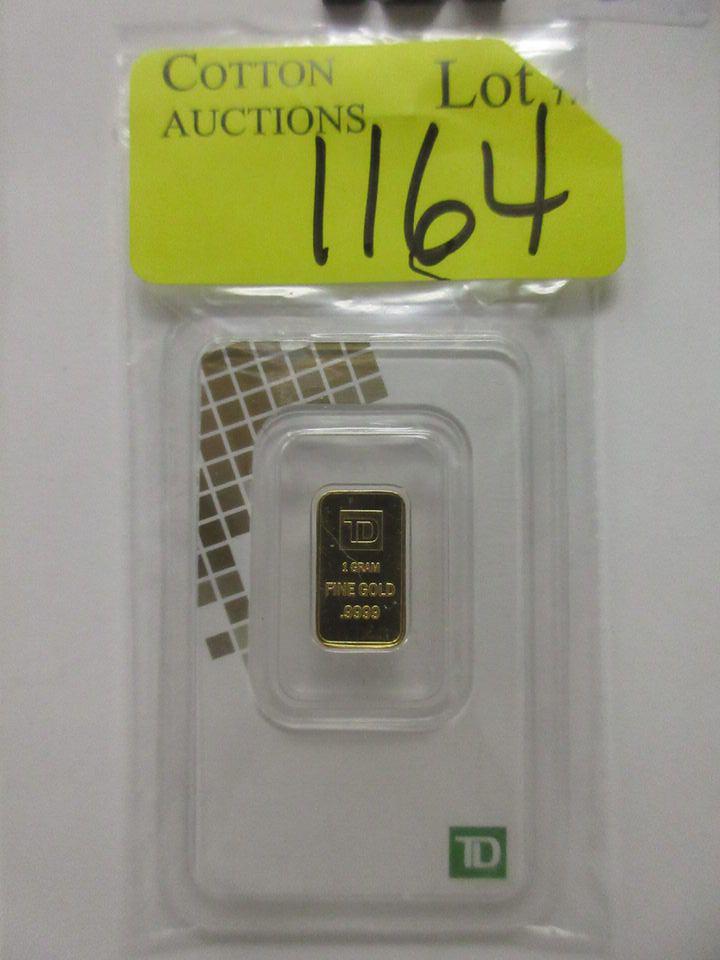 COTTON
AUCTIONS
Lot #
1164
TD
1 GRAM
FINE GOLD
.9999
TD